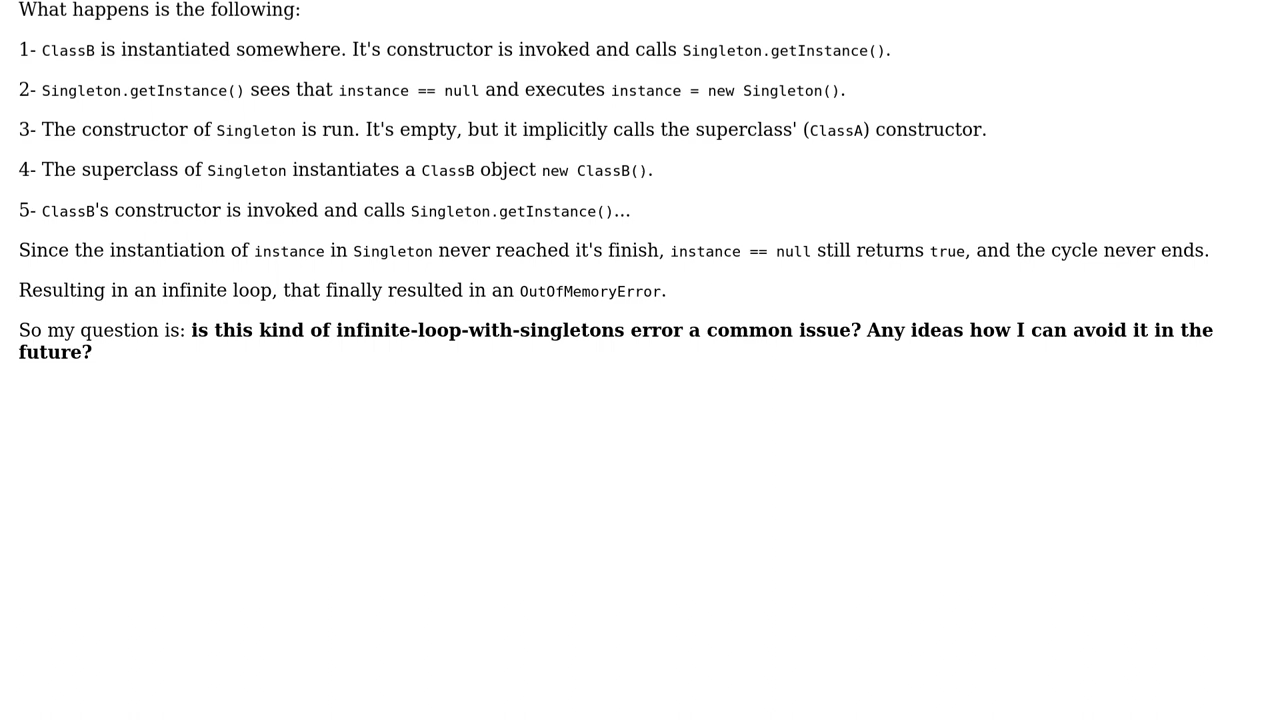 What happens is the following:
1- ClassB is instantiated somewhere. It's constructor is invoked and calls Singleton.getInstance().
2- Singleton.getInstance() sees that instance == null and executes instance = new Singleton().
3- The constructor of Singleton is run. It's empty, but it implicitly calls the superclass' (ClassA) constructor.
4- The superclass of Singleton instantiates a ClassB object new ClassB().
5- ClassB's constructor is invoked and calls Singleton.getInstance()...
Since the instantiation of instance in Singleton never reached it's finish, instance == null still returns true, and the cycle never ends.
Resulting in an infinite loop, that finally resulted in an OutOfMemoryError.
So my question is: is this kind of infinite-loop-with-singletons error a common issue? Any ideas how I can avoid it in the
future?